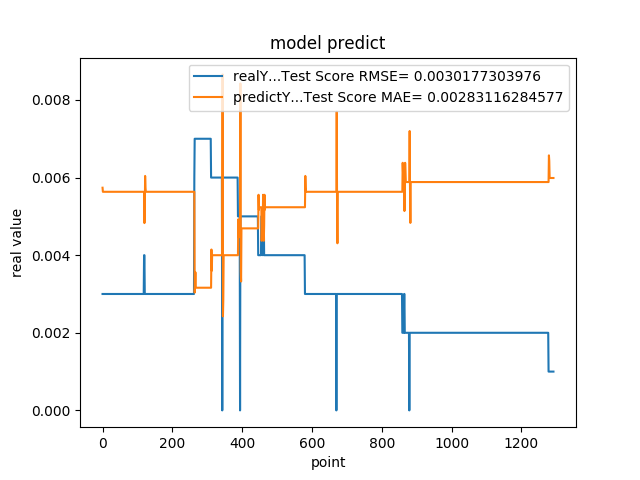 model predict
realY...Test Score RMSE= 0.0030177303976
predictY...Test Score MAE= 0.00283116284577
real value
0.008
0.006
0.004
0.002
0.000
0
200
400
600
800
1000
1200
point